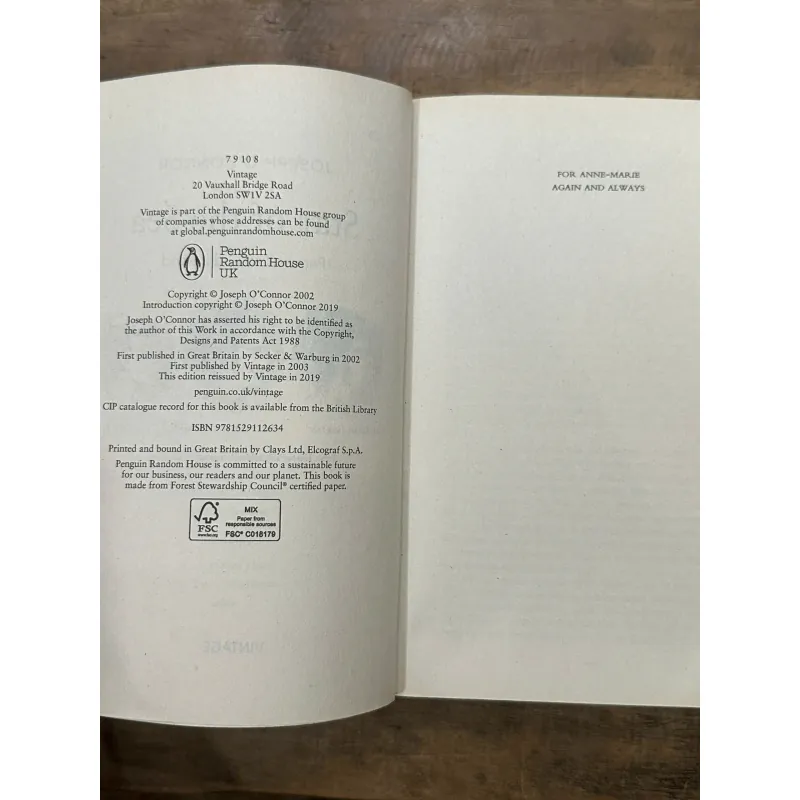 7 9 10 8
Vintage
20 Vauxhall Bridge Road
London SW1V 2SA
Vintage is part of the Penguin Random House group
of companies whose addresses can be found
at global.penguinrandomhouse.com
Penguin
Random House
UK
Copyright © Joseph O'Connor 2002
Introduction copyright © Joseph O'Connor 2019
Joseph O'Connor has asserted his right to be identified as
the author of this Work in accordance with the Copyright,
Designs and Patents Act 1988
First published in Great Britain by Secker & Warburg in 2002
First published by Vintage in 2003
This edition reissued by Vintage in 2019
penguin.co.uk/vintage
CIP catalogue record for this book is available from the British Library
ISBN 9781529112634
Printed and bound in Great Britain by Clays Ltd, Elcograf S.p.A.
Penguin Random House is committed to a sustainable future
for our business, our readers and our planet. This book is
made from Forest Stewardship Council® certified paper.
FSC
www.fsc.org
MIX
Paper from
responsible sources
FSC® C018179
FOR ANNE-MARIE
AGAIN AND ALWAYS